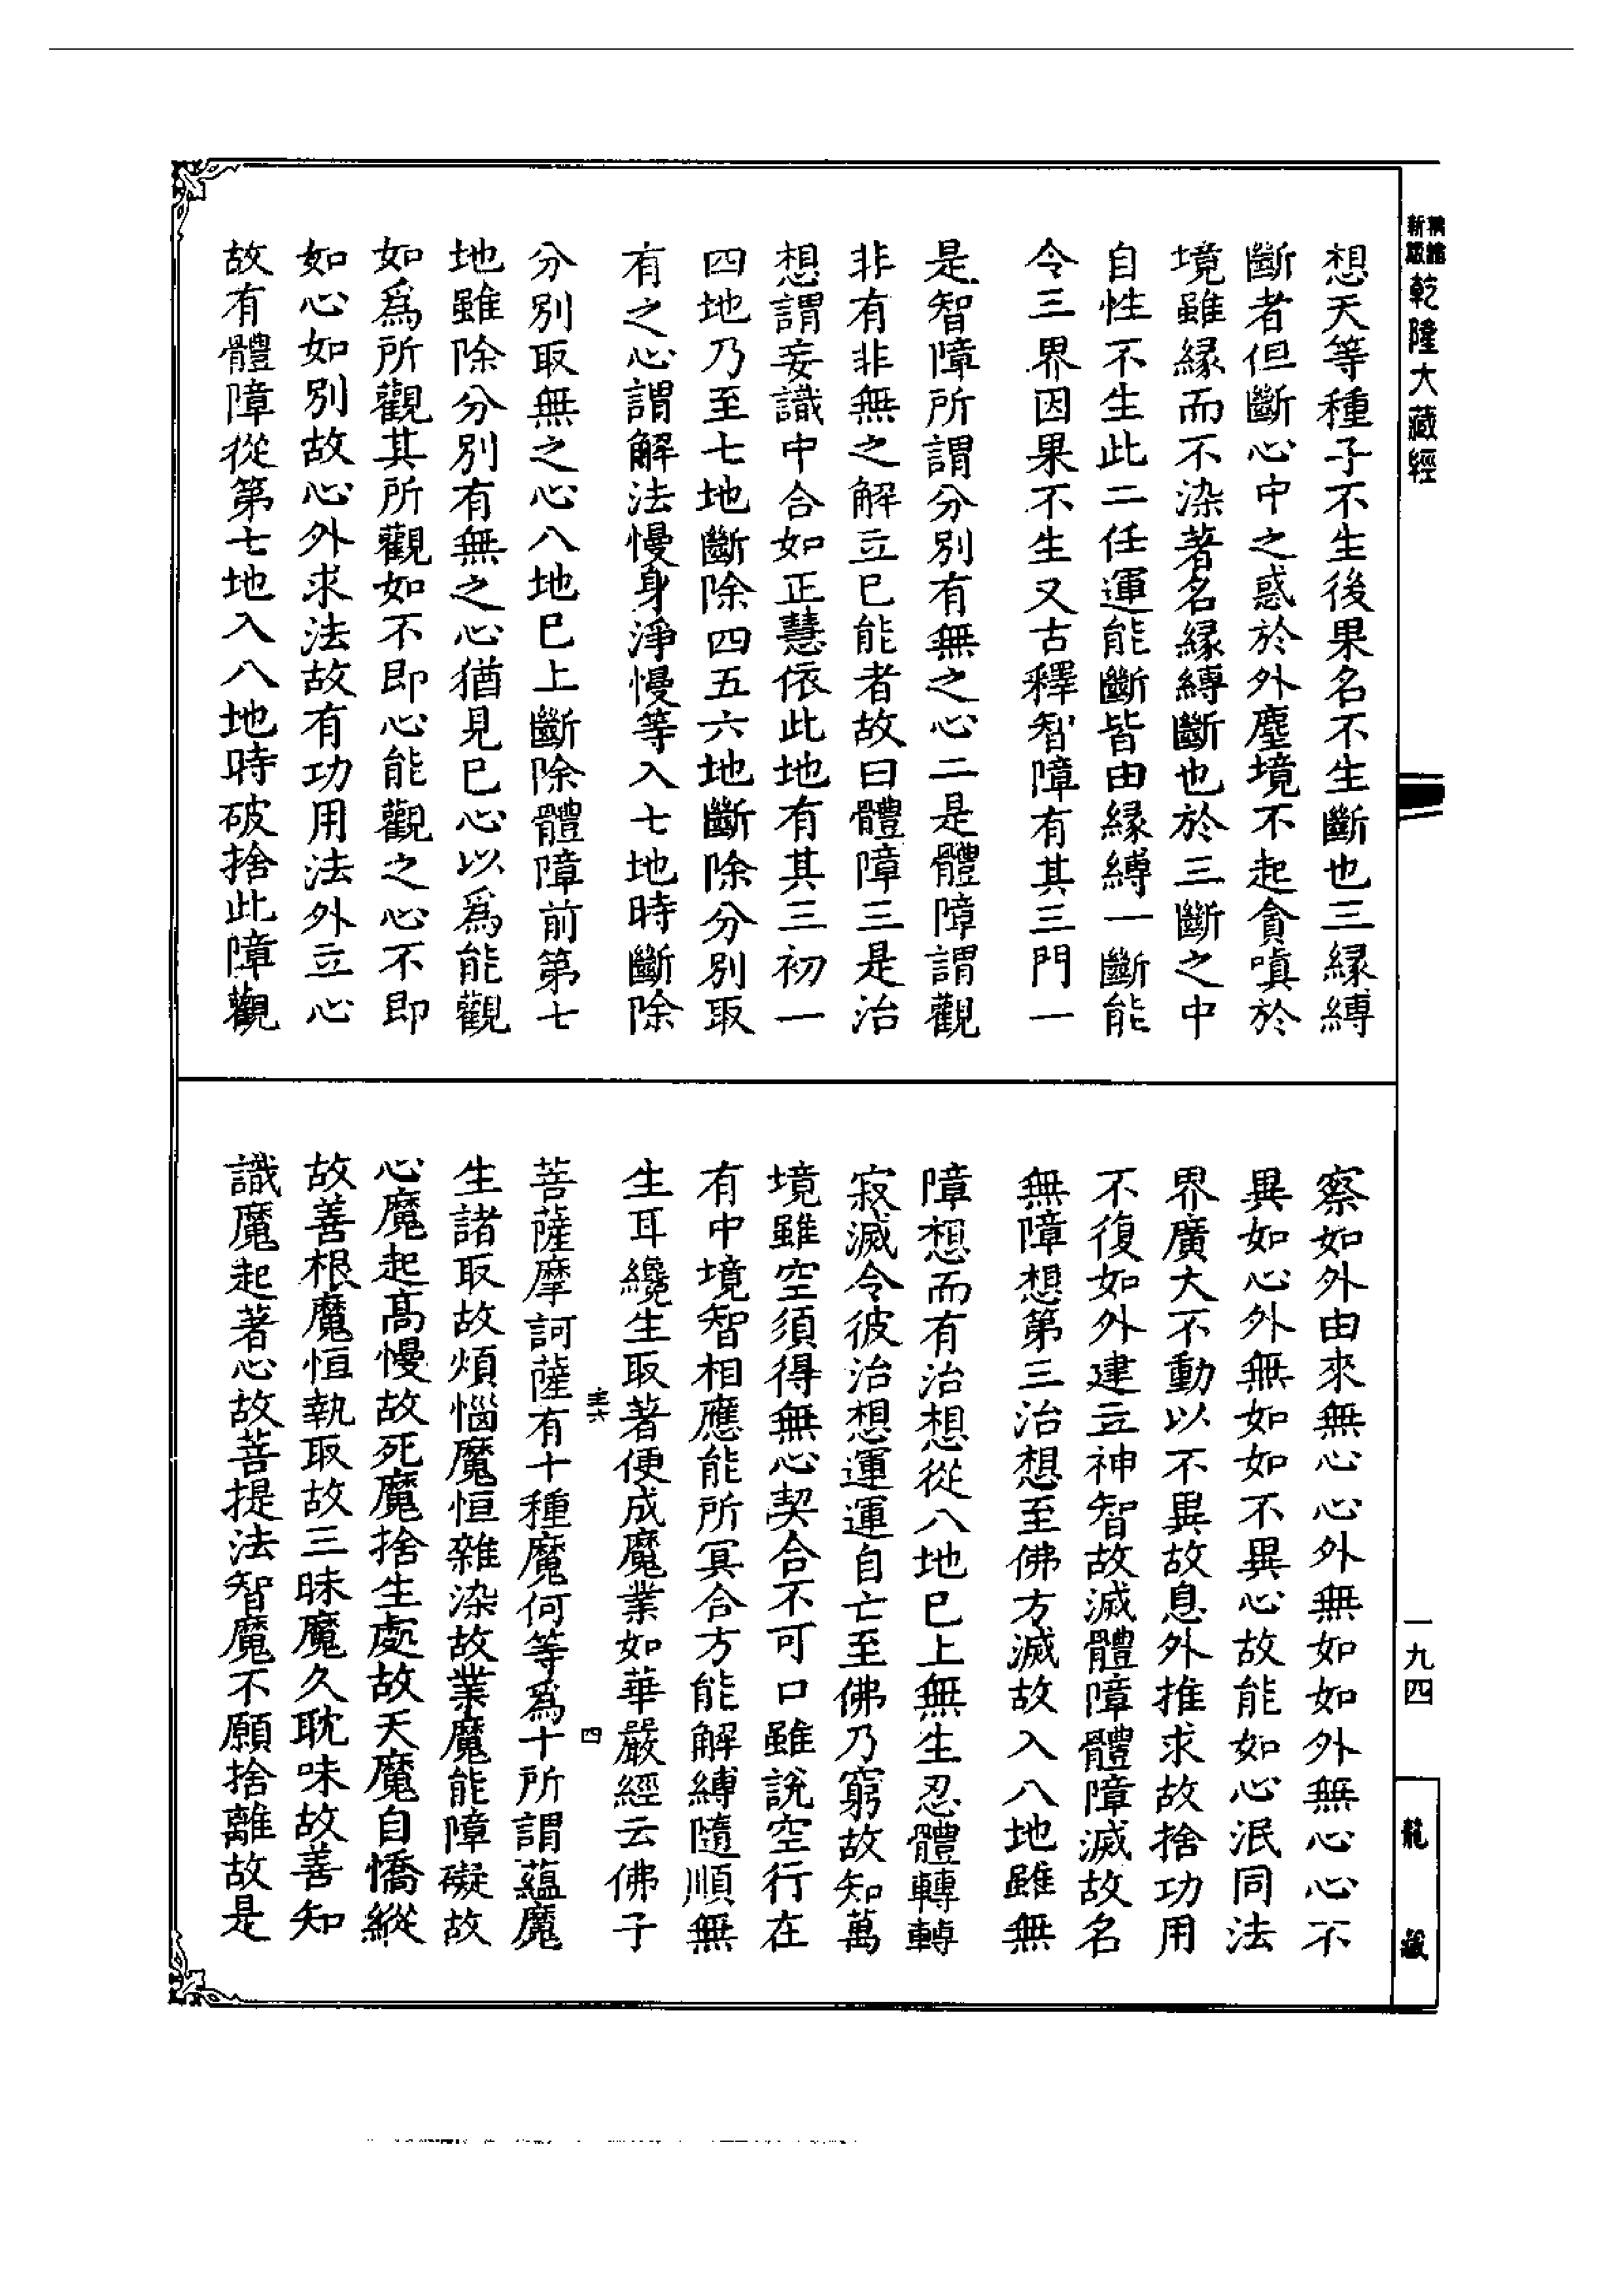 新版精譜乾隆大藏經
想天等種子不生後果名不生斷也三緣縛
斷者但斷心中之惑於外塵境不起貪嗔於
境雖緣而不染著名緣縛斷也於三斷之中
自性不生此二任運能斷皆由緣縛一斷能
令三界因果不生又古釋智障有其三門一
是智障所謂分別有無之心二是體障謂觀
非有非無之解立已能者故曰體障三是治
想謂妄識中合如正慧依此地有其三初一
四地乃至七地斷除四五六地斷除分別取
有之心謂解法慢身淨慢等入七地時斷除
分別取無之心八地已上斷除體障前第七
地雖除分別有無之心猶見已心以為能觀
如為所觀其所觀如不即心能觀之心不即
如心如別故心外求法故有功用法外立心
故有體障從第七地入八地時破捨此障觀
察如外由來無心心外無如如外無心心不
異如心外無如如不異心故能如心泯同法
界廣大不動以不異故息外推求故捨功用
不復如外建立神智故滅體障體障滅故名
無障想第三治想至佛方滅故入八地雖無
障想而有治想從八地已上無生忍體轉轉
寂滅令彼治想運運自亡至佛乃窮故知萬
境雖空須得無心契合不可口雖說空行在
有中境智相應能所冥合方能解縛隨順無
生耳纔生取著便成魔業如華嚴經云佛子
菩薩摩訶薩有十種魔何等為十所謂蘊魔
生諸取故煩惱魔恒雜染故業魔能障礙故
心魔起高慢故死魔捨生處故天魔自憍縱
故善根魔恒執取故三昧魔久耽味故善知
識魔起著心故菩提法智魔不願捨離故是
四
一九四
龍藏